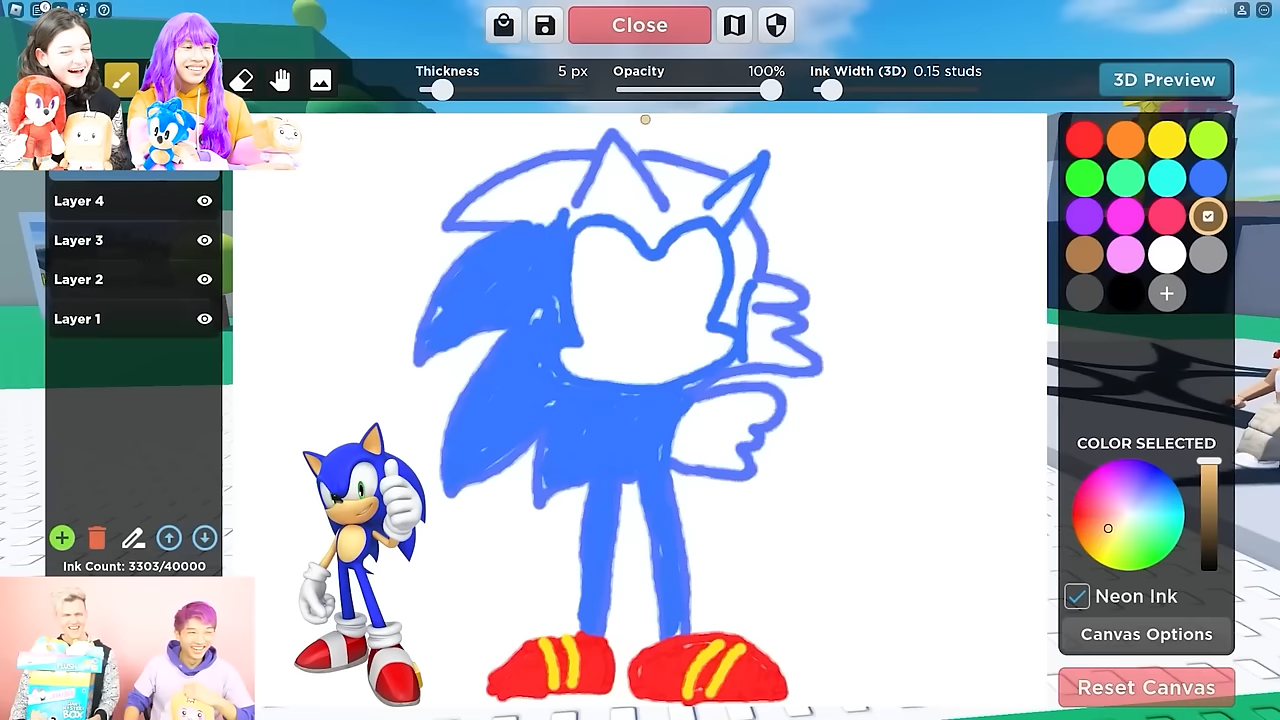 Close
Thickness 5 px Opacity 100% Ink Width (3D) 0.15 studs
3D Preview
Layer 4
Layer 3
Layer 2
Layer 1
Ink Count: 3303/40000
COLOR SELECTED
Neon Ink
Canvas Options
Reset Canvas